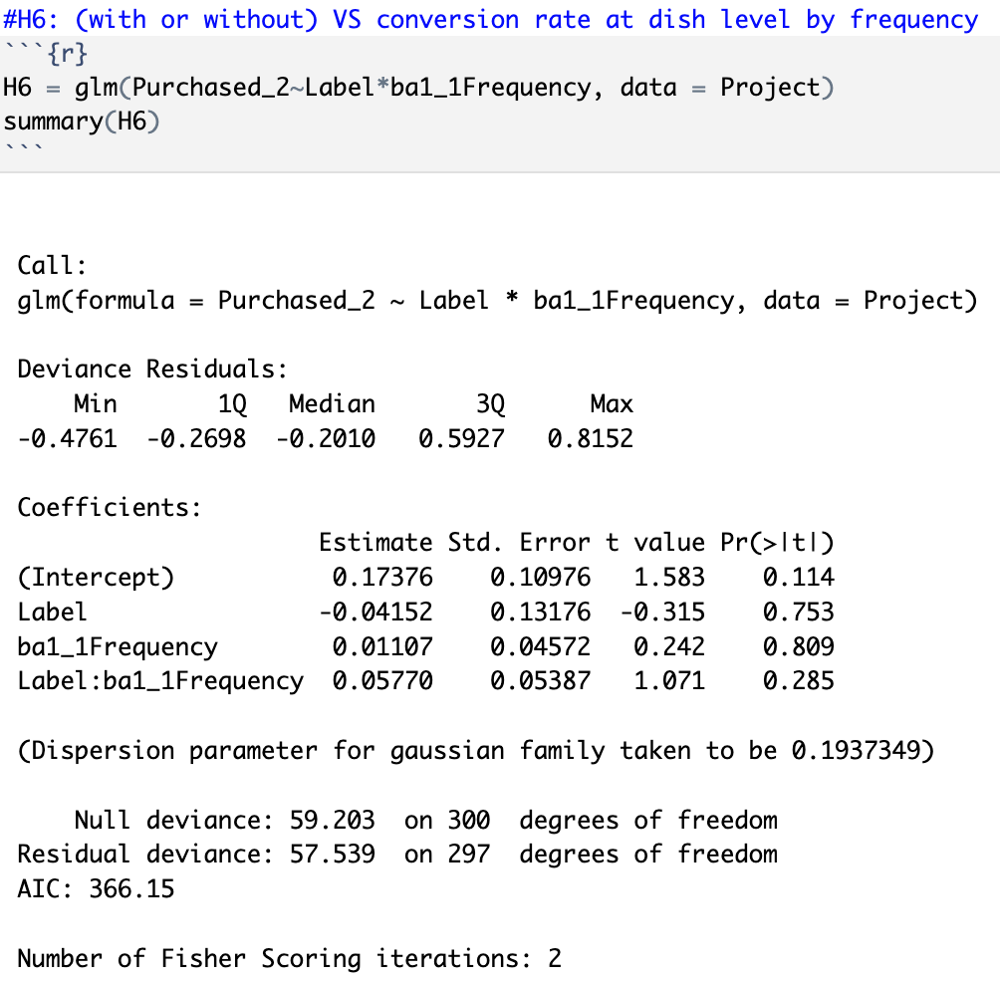 #H6: (with or without) VS conversion rate at dish level by frequency
```{r}
H6 = glm(Purchased_2~Label*ba1_1Frequency, data = Project)
summary(H6)
```
Call:
glm(formula = Purchased_2 ~ Label * ba1_1Frequency, data = Project)
Deviance Residuals:
    Min       1Q   Median       3Q      Max
-0.4761  -0.2698  -0.2010   0.5927   0.8152
Coefficients:
                     Estimate Std. Error t value Pr(>|t|)
(Intercept)           0.17376    0.10976   1.583    0.114
Label                -0.04152    0.13176  -0.315    0.753
ba1_1Frequency        0.01107    0.04572   0.242    0.809
Label:ba1_1Frequency  0.05770    0.05387   1.071    0.285
(Dispersion parameter for gaussian family taken to be 0.1937349)
    Null deviance: 59.203  on 300  degrees of freedom
Residual deviance: 57.539  on 297  degrees of freedom
AIC: 366.15
Number of Fisher Scoring iterations: 2